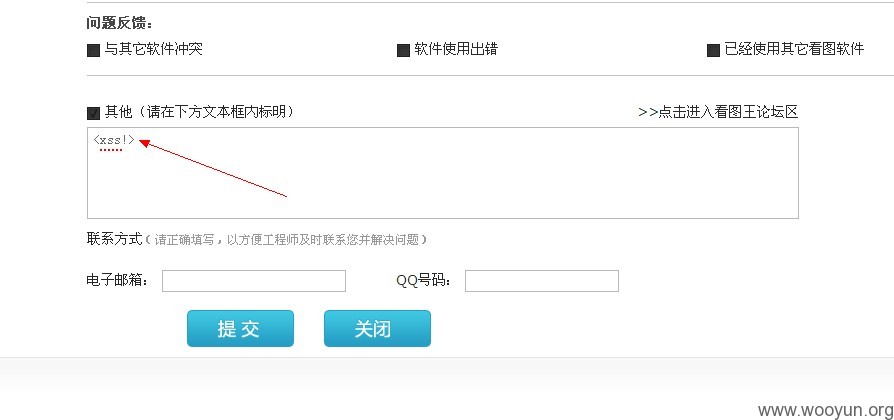 问题反馈：
与其它软件冲突 软件使用出错 已经使用其它看图软件
其他（请在下方文本框内标明） >>点击进入看图王论坛区
<xss!>
联系方式（请正确填写，以方便工程师及时联系您并解决问题）
电子邮箱： QQ号码：
提交 关闭
www.wooyun.org